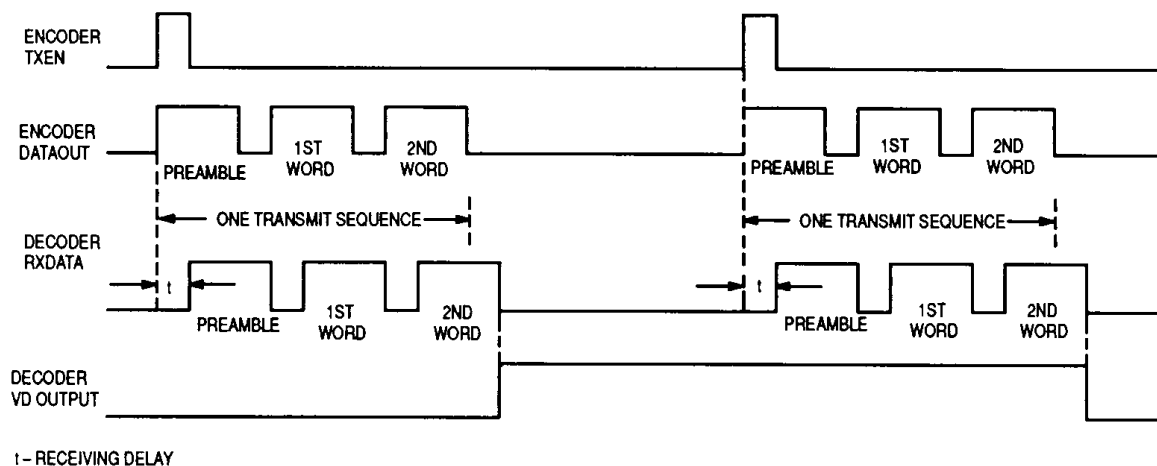 ENCODER
TXEN
ENCODER
DATAOUT
PREAMBLE
1ST
WORD
2ND
WORD
PREAMBLE
1ST
WORD
2ND
WORD
ONE TRANSMIT SEQUENCE
ONE TRANSMIT SEQUENCE
DECODER
RXDATA
t
PREAMBLE
1ST
WORD
2ND
WORD
t
PREAMBLE
1ST
WORD
2ND
WORD
DECODER
VD OUTPUT
t – RECEIVING DELAY